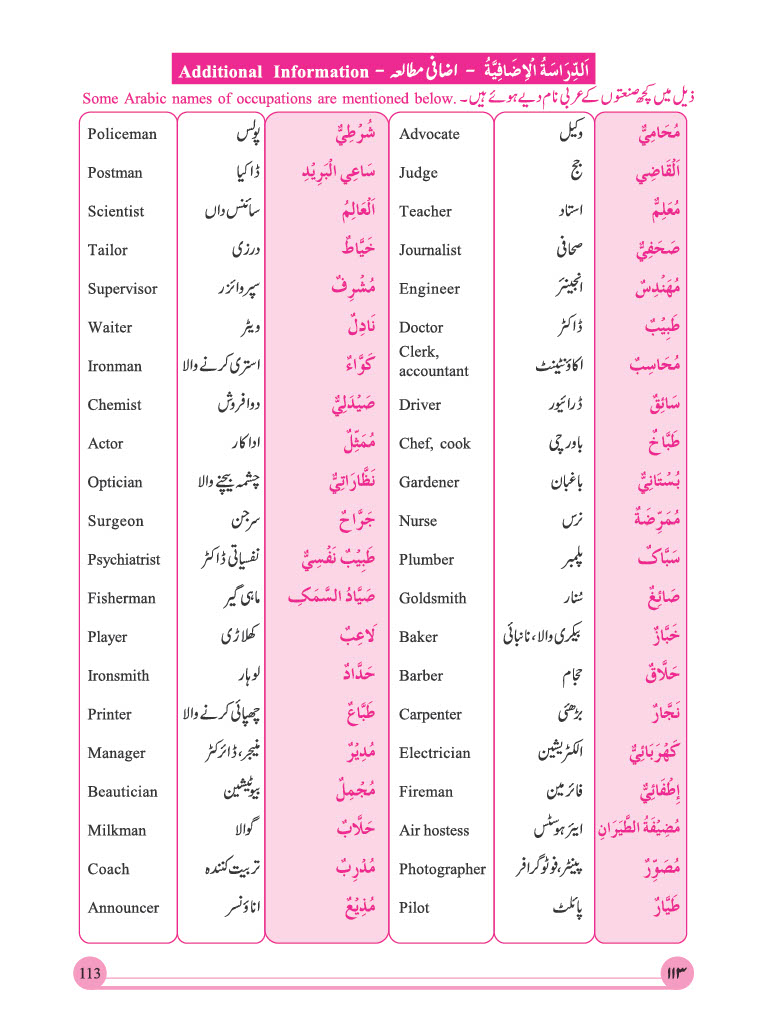 Additional Information - اضافی مطالعہ - اَلدِّرَاسَةُ الْاِضَافِيَّةُ
Some Arabic names of occupations are mentioned below. ذیل میں کچھ صنعتوں کے عربی نام دیے ہوئے ہیں۔
Policeman پولس شُرْطِيٌّ Advocate وکیل مُحَامِيٌّ
Postman ڈاکیا سَاعِي الْبَرِيْدِ Judge جج اَلْقَاضِي
Scientist سائنس داں اَلْعَالِمُ Teacher استاد مُعَلِّمٌ
Tailor درزی خَيَّاطٌ Journalist صحافی صَحَفِيٌّ
Supervisor سپروائزر مُشْرِفٌ Engineer انجینئر مُهَنْدِسٌ
Waiter ویٹر نَادِلٌ Doctor ڈاکٹر طَبِيْبٌ
Ironman استری کرنے والا كَوَّاءٌ Clerk, accountant اکاؤنٹینٹ مُحَاسِبٌ
Chemist دوا فروش صَيْدَلِيٌّ Driver ڈرائیور سَائِقٌ
Actor اداکار مُمَثِّلٌ Chef, cook باورچی طَبَّاخٌ
Optician چشمہ بیچنے والا نَظَّارَاتِيٌّ Gardener باغبان بُسْتَانِيٌّ
Surgeon سرجن جَرَّاحٌ Nurse نرس مُمَرِّضَةٌ
Psychiatrist نفسیاتی ڈاکٹر طَبِيْبٌ نَفْسِيٌّ Plumber پلمبر سَبَّاكٌ
Fisherman ماہی گیر صَيَّادُ السَّمَكِ Goldsmith سُنار صَائِغٌ
Player کھلاڑی لَاعِبٌ Baker بیکری والا، نانبائی خَبَّازٌ
Ironsmith لوہار حَدَّادٌ Barber حجام حَلَّاقٌ
Printer چھپائی کرنے والا طَبَّاعٌ Carpenter بڑھئی نَجَّارٌ
Manager منیجر، ڈائرکٹر مُدِيْرٌ Electrician الکٹریشین كَهْرَبَائِيٌّ
Beautician بیوٹیشین مُجْمِلٌ Fireman فائرمین إِطْفَائِيٌّ
Milkman گوالا حَلَّابٌ Air hostess ایئر ہوسٹس مُضِيْفَةُ الطَّيَرَانِ
Coach تربیت کنندہ مُدْرِبٌ Photographer پینٹر، فوٹوگرافر مُصَوِّرٌ
Announcer اناؤنسر مُذِيْعٌ Pilot پائلٹ طَيَّارٌ
113 ١١٣